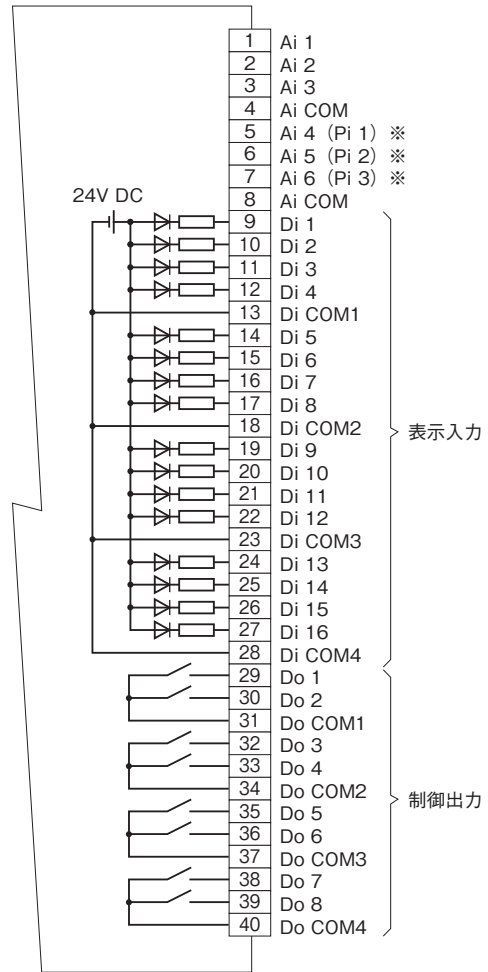 1 Ai 1
2 Ai 2
3 Ai 3
4 Ai COM
5 Ai 4（Pi 1）※
6 Ai 5（Pi 2）※
7 Ai 6（Pi 3）※
8 Ai COM
24V DC
9 Di 1
10 Di 2
11 Di 3
12 Di 4
13 Di COM1
14 Di 5
15 Di 6
16 Di 7
17 Di 8
18 Di COM2
表示入力
19 Di 9
20 Di 10
21 Di 11
22 Di 12
23 Di COM3
24 Di 13
25 Di 14
26 Di 15
27 Di 16
28 Di COM4
29 Do 1
30 Do 2
31 Do COM1
32 Do 3
33 Do 4
34 Do COM2
制御出力
35 Do 5
36 Do 6
37 Do COM3
38 Do 7
39 Do 8
40 Do COM4